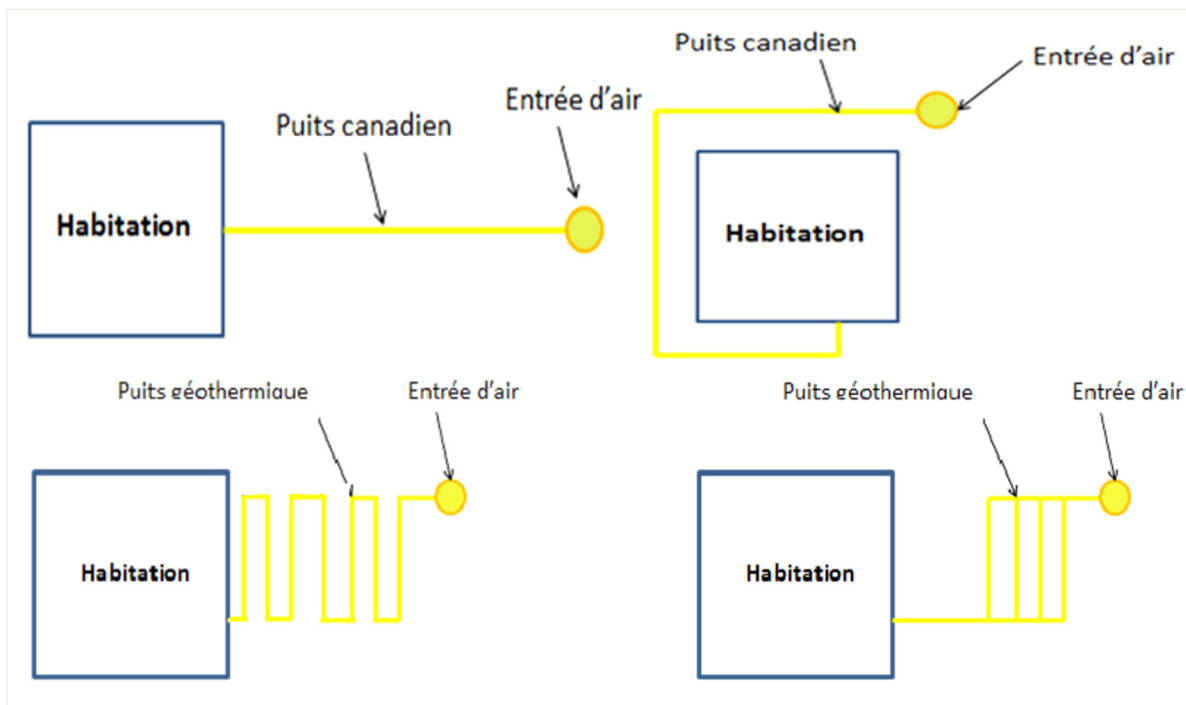 Puits canadien
Entrée d'air
Entrée d'air
Puits canadien
Habitation
Habitation
Puits géothermique
Entrée d'air
Puits géothermique
Entrée d'air
Habitation
Habitation